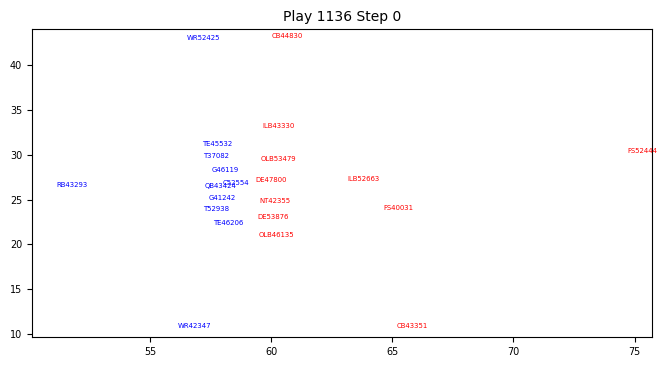 Play 1136 Step 0
WR52425
CB44830
40
35
ILB43330
TE45532
FS52444
T37082
OLB53479
30
G46119
C52554
DE47800
ILB52663
RB43293
QB43424
25
G41242
NT42355
T52938
FS40031
TE46206
DE53876
OLB46135
20
15
WR42347
CB43351
10
55 60 65 70 75